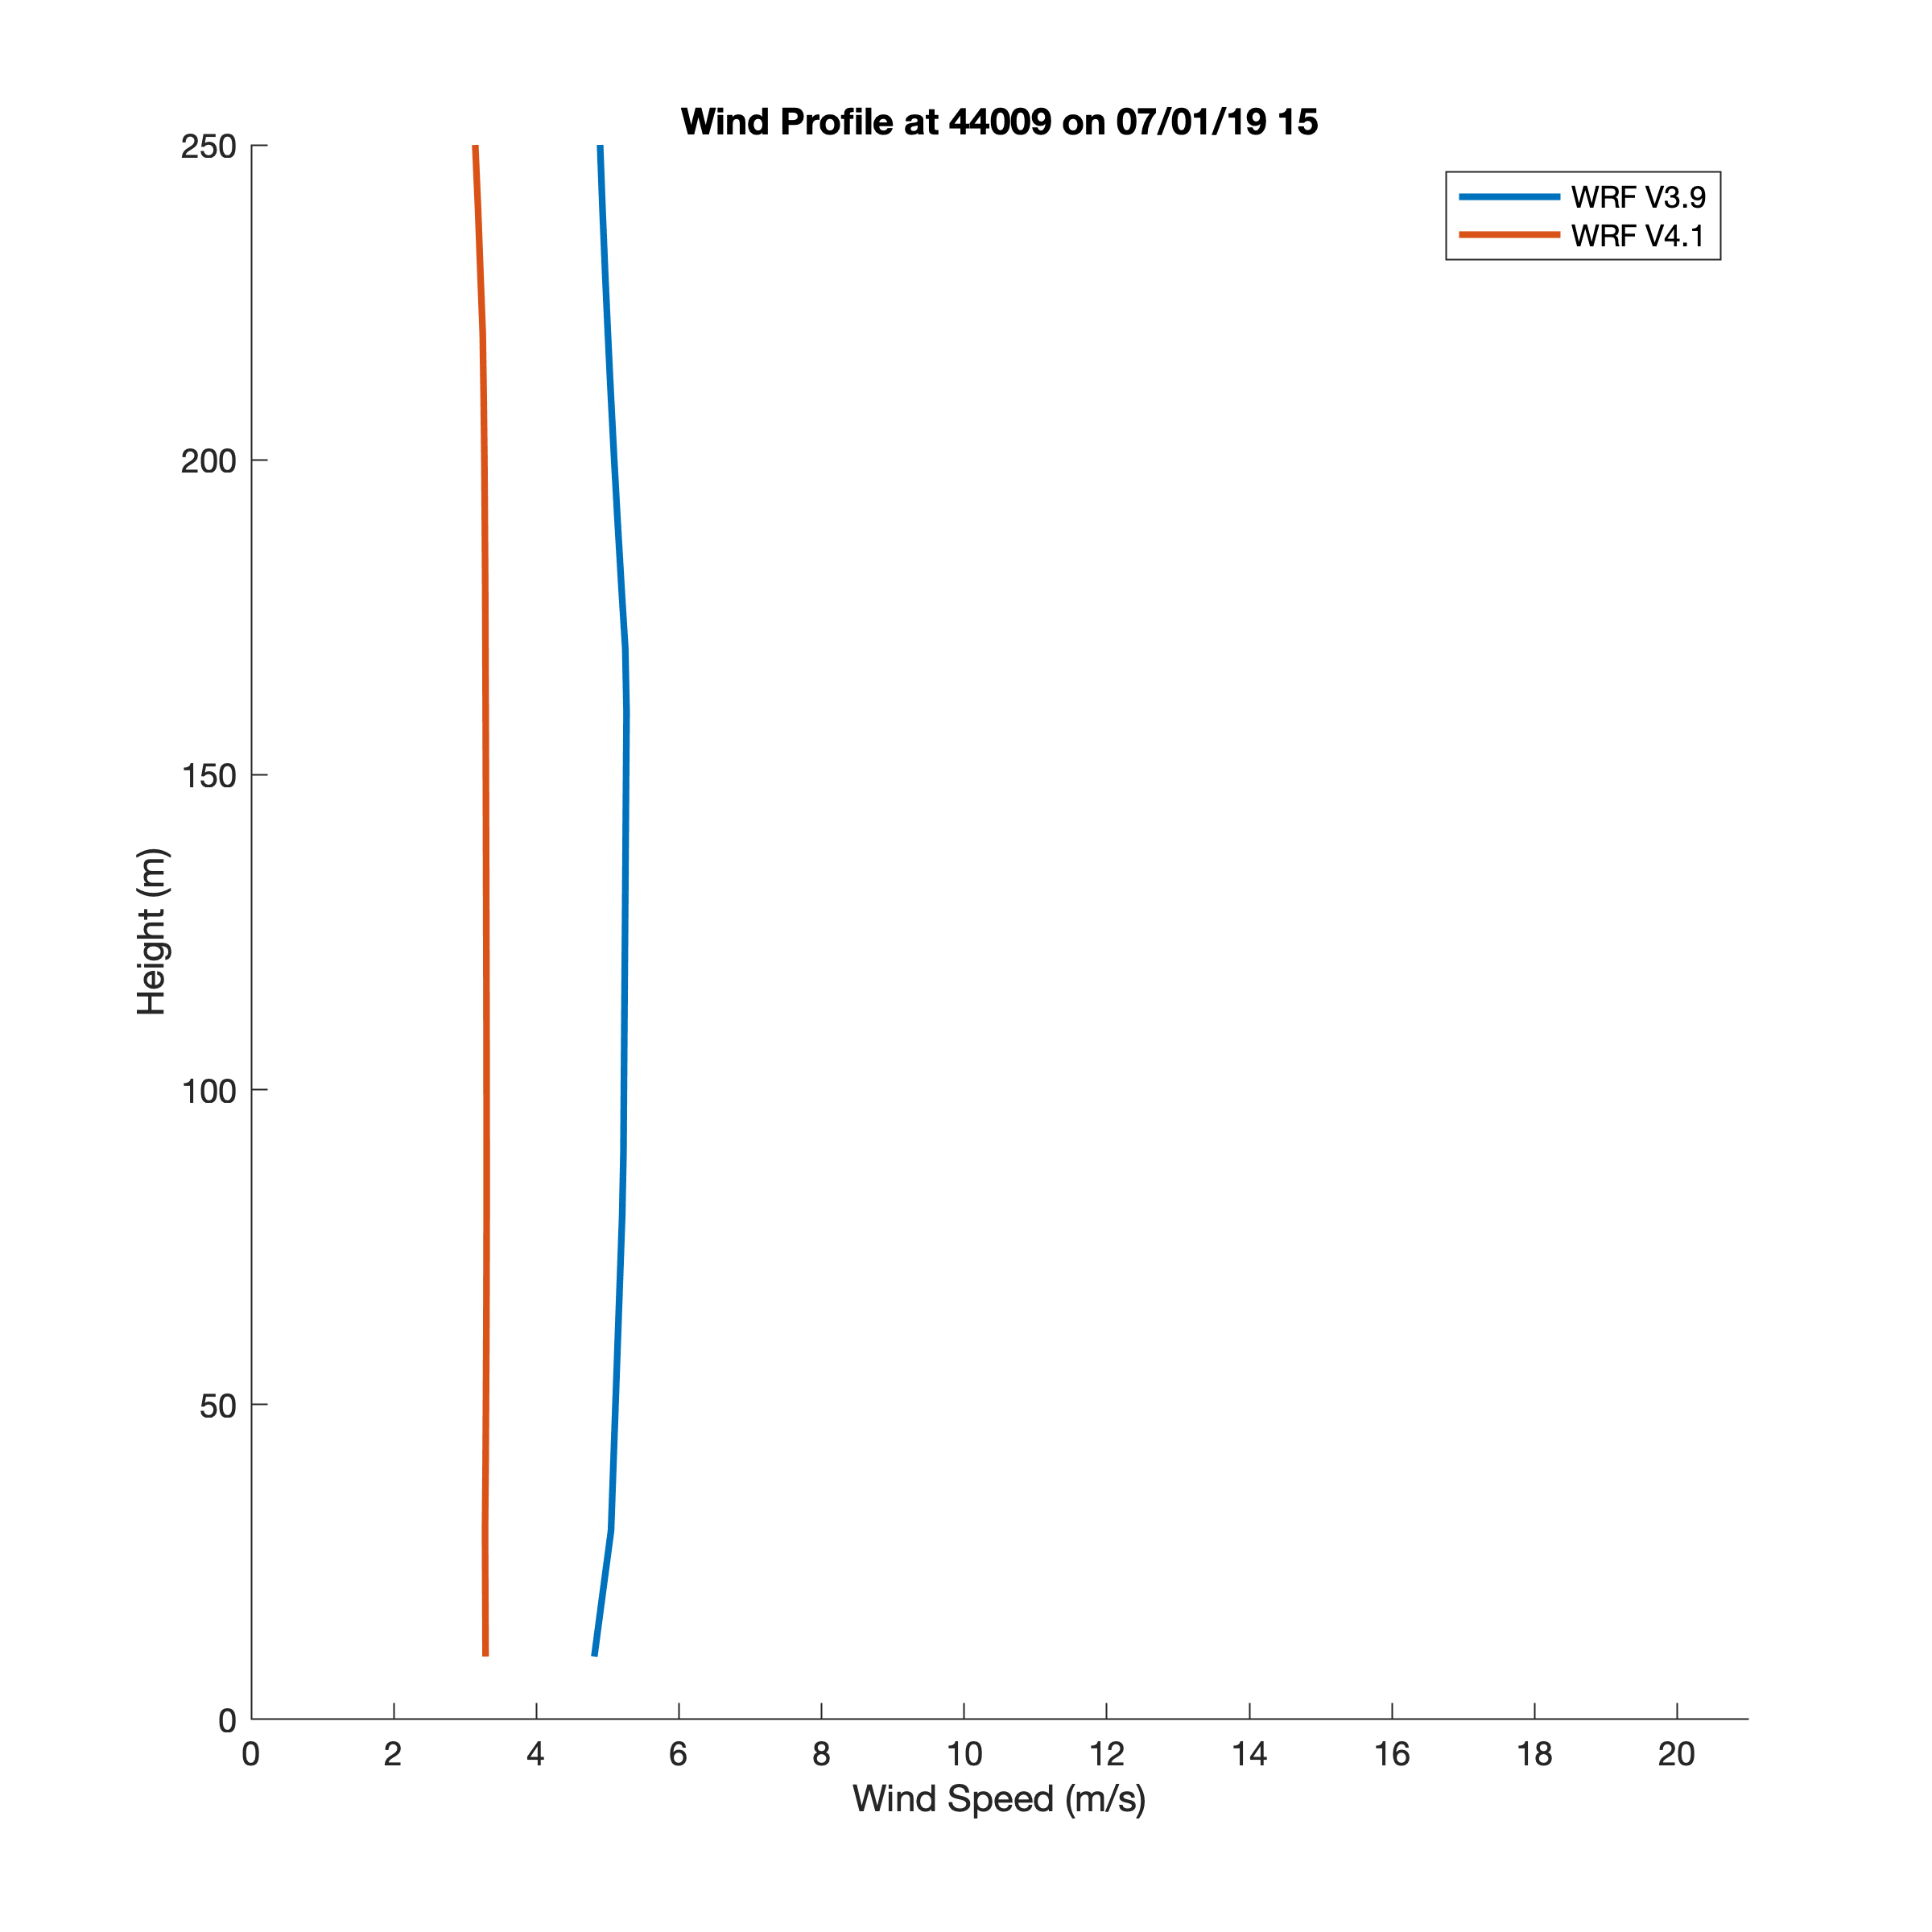 Wind Profile at 44009 on 07/01/19 15
WRF V3.9
WRF V4.1
250
200
150
100
50
0
Height (m)
0 2 4 6 8 10 12 14 16 18 20
Wind Speed (m/s)